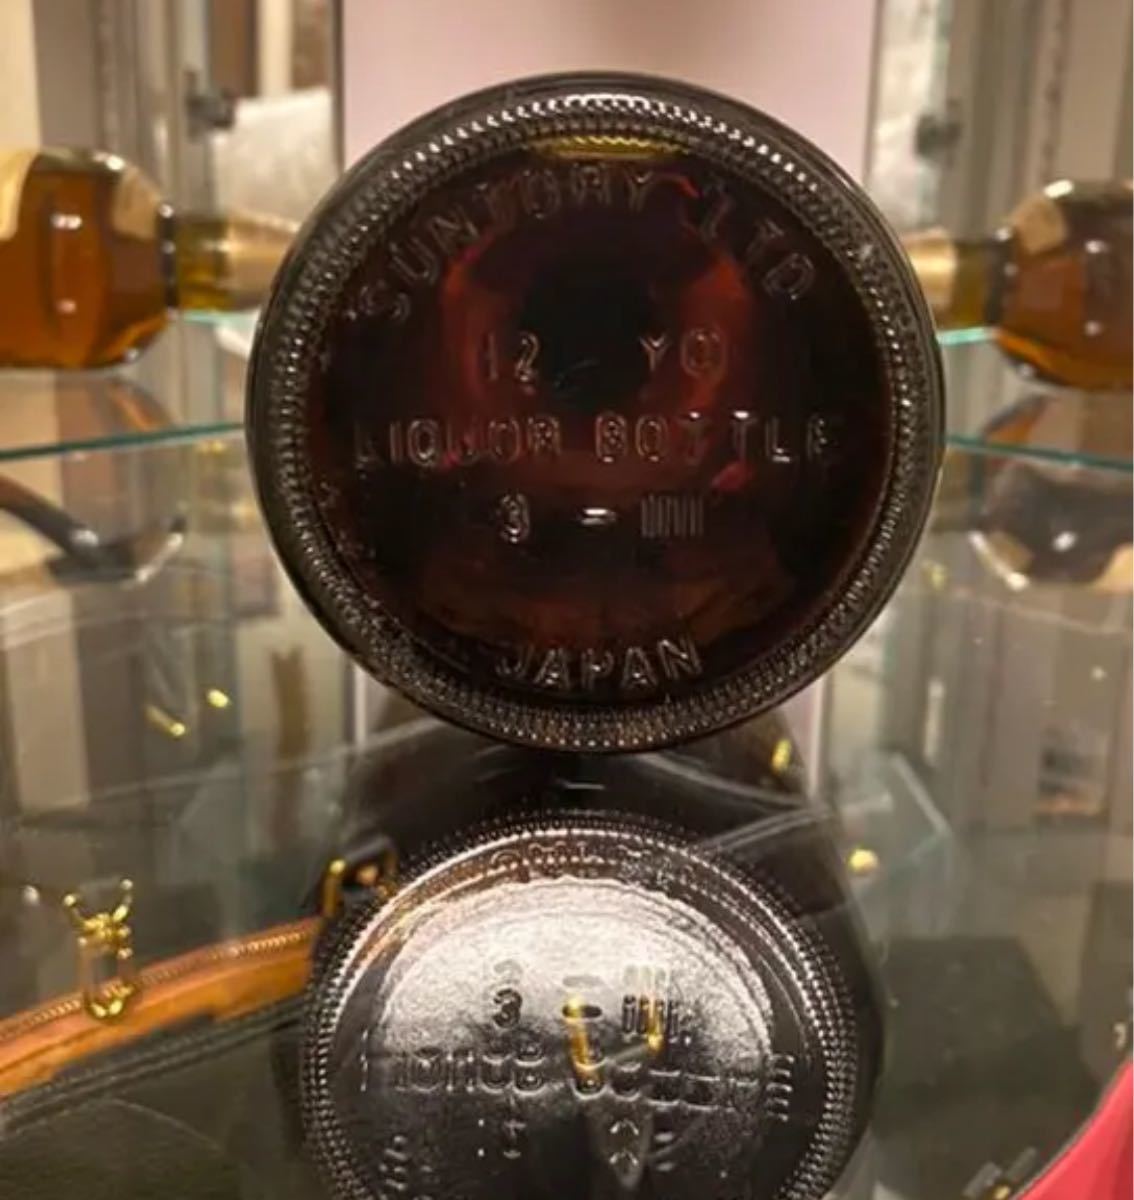 SUNTORY LTD
12 YO
LIQUOR BOTTLE
3 -
JAPAN